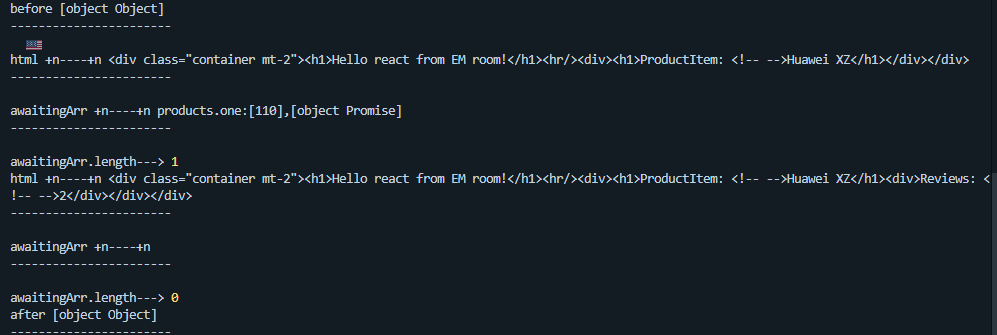 before [object Object]
-----------------------
html +n----+n <div class="container mt-2"><h1>Hello react from EM room!</h1><hr/><div><h1>ProductItem: <!-- -->Huawei XZ</h1></div></div>
-----------------------
awaitingArr +n----+n products.one:[110],[object Promise]
-----------------------
awaitingArr.length---> 1
html +n----+n <div class="container mt-2"><h1>Hello react from EM room!</h1><hr/><div><h1>ProductItem: <!-- -->Huawei XZ</h1><div>Reviews: <
!-- -->2</div></div></div>
-----------------------
awaitingArr +n----+n
-----------------------
awaitingArr.length---> 0
after [object Object]
-----------------------